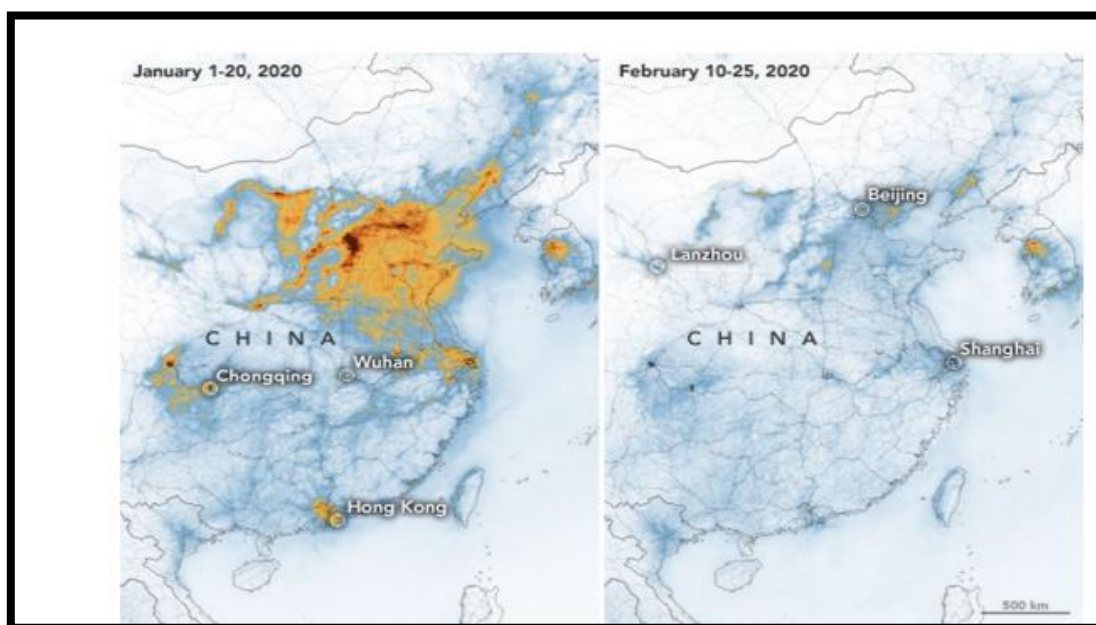 January 1-20, 2020
CHINA
Wuhan
Chongqing
Hong Kong
February 10-25, 2020
Beijing
Lanzhou
CHINA
Shanghai
500 km